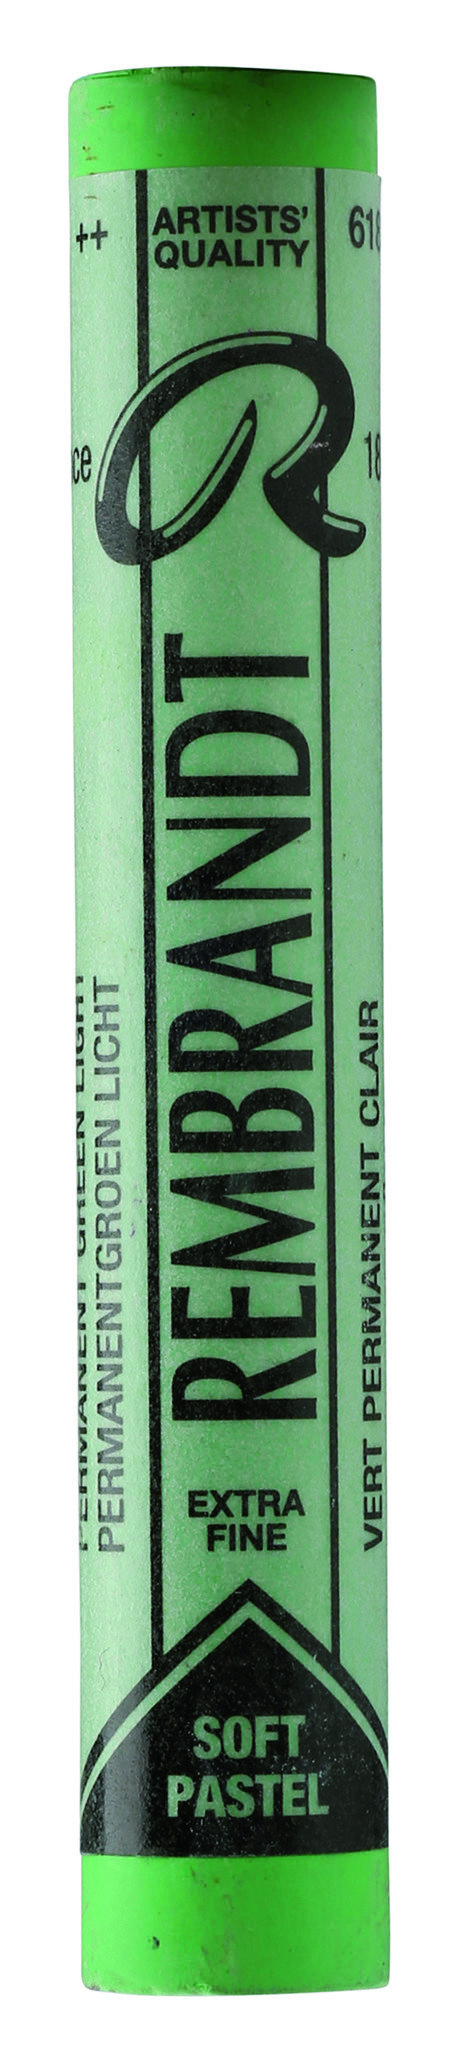 ++
ARTISTS'
QUALITY
618
ce
R
18
REMBRANDT
PERMANENT GREEN LIGHT
PERMANENTGROEN LICHT
VERT PERMANENT CLAIR
EXTRA
FINE
SOFT
PASTEL